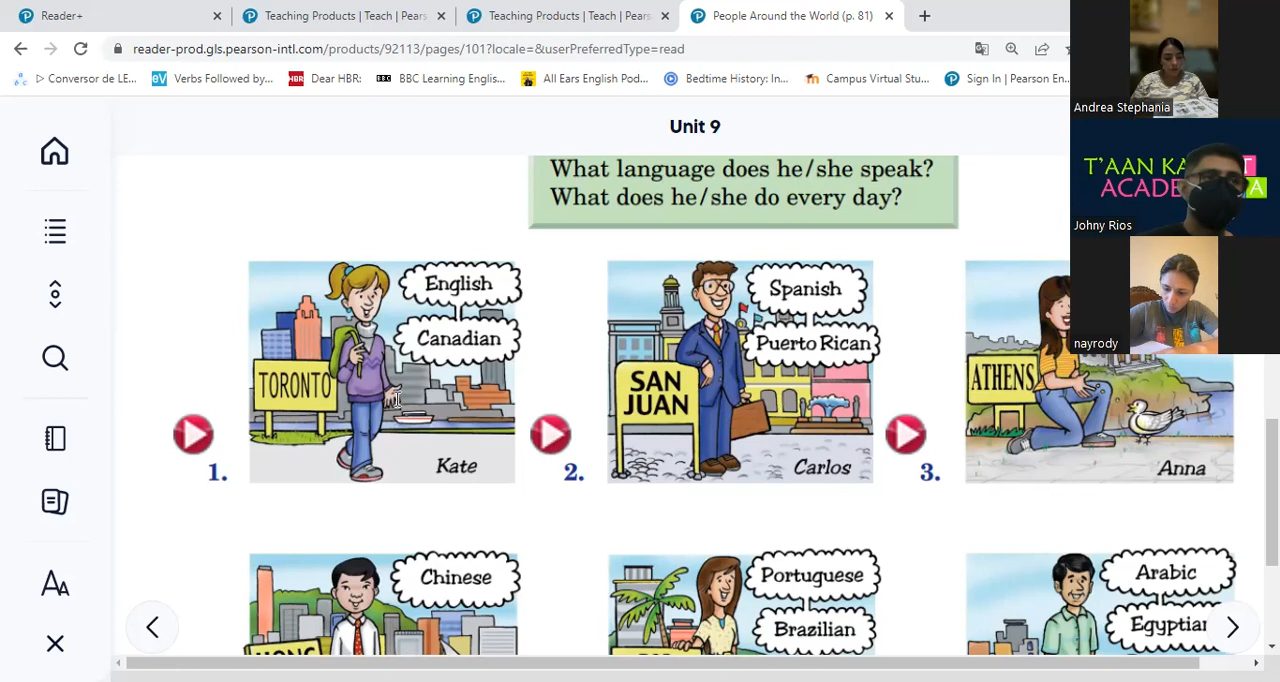 Reader+
Teaching Products | Teach | Pears
Teaching Products | Teach | Pears
People Around the World (p. 81)
reader-prod.gls.pearson-intl.com/products/92113/pages/101?locale=&userPreferredType=read
▷ Conversor de LE...
Verbs Followed by...
Dear HBR:
BBC Learning Englis...
All Ears English Pod...
Bedtime History: In...
Campus Virtual Stu...
Sign In | Pearson En...
Unit 9
What language does he/she speak?
What does he/she do every day?
English
Canadian
TORONTO
Kate
1.
Spanish
Puerto Rican
SAN
JUAN
Carlos
2.
ATHENS
Anna
3.
Chinese
Portuguese
Brazilian
Arabic
Egyptian
Andrea Stephania
T'AAN KA
ACADE
Johny Rios
nayrody